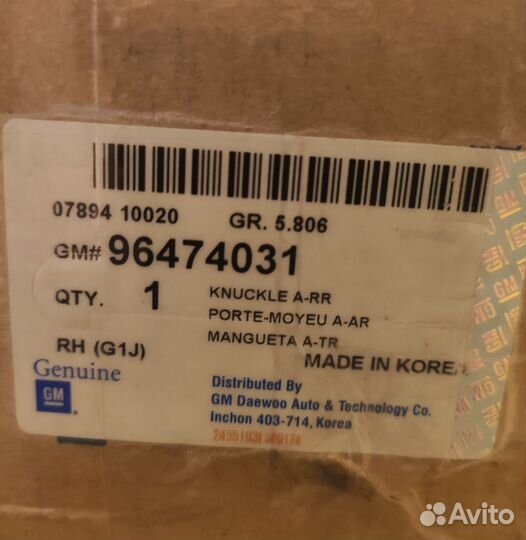 07894 10020 GR. 5.806
GM# 96474031
QTY. 1 KNUCKLE A-RR
PORTE-MOYEU A-AR
MANGUETA A-TR
RH (G1J) MADE IN KOREA
Genuine
GM
Distributed By
GM Daewoo Auto & Technology Co.
Inchon 403-714, Korea
Avito